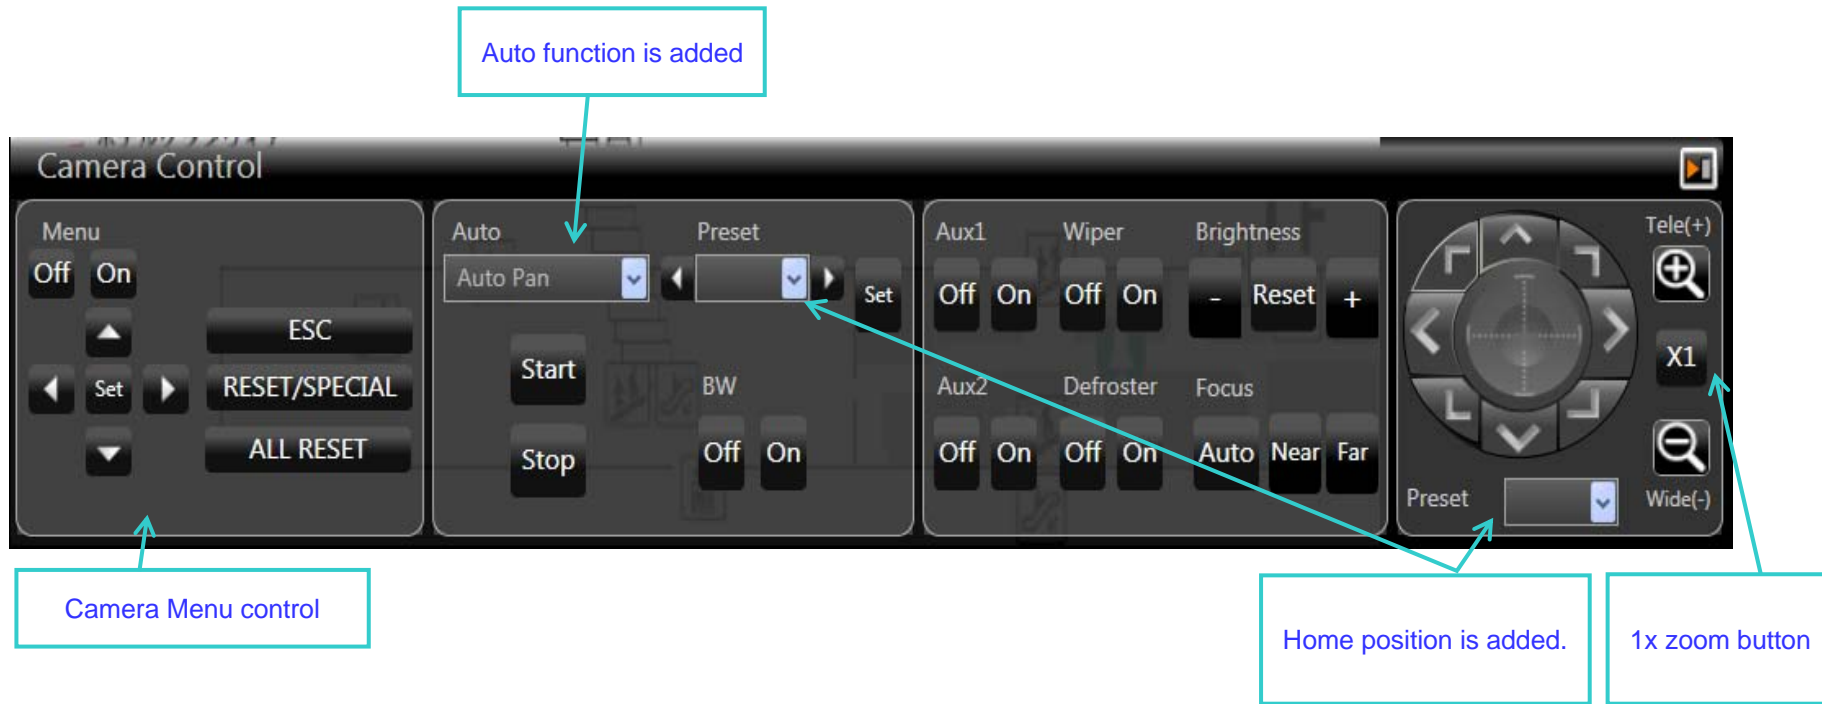 Auto function is added
Camera Control
Menu
Off On
ESC
Set
RESET/SPECIAL
ALL RESET
Auto
Preset
Auto Pan
Set
Start
BW
Stop
Off On
Aux1
Wiper
Brightness
Off On
Off On
- Reset +
Aux2
Defroster
Focus
Off On
Off On
Auto Near Far
Tele(+)
X1
Preset
Wide(-)
Camera Menu control
Home position is added.
1x zoom button